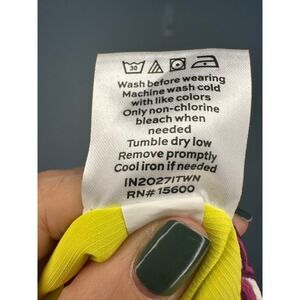 30
Wash before wearing
Machine wash cold
with like colors
Only non-chlorine
bleach when
needed
Tumble dry low
Remove promptly
Cool iron if needed
IN2027ITWN
RN#15600